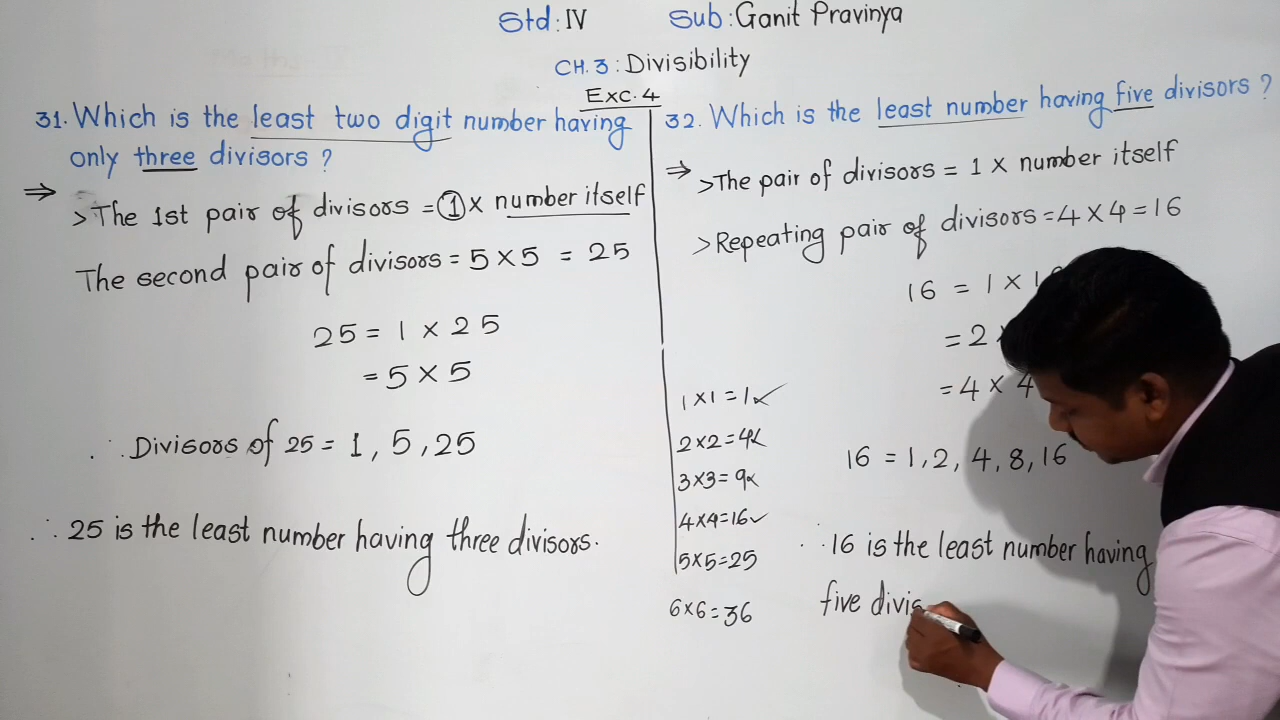 Std : IV Sub : Ganit Pravinya
CH. 3 : Divisibility
Exc. 4
31. Which is the least two digit number having
only three divisors ?
⇒ > The 1st pair of divisors = 1 × number itself
The second pair of divisors = 5 × 5 = 25
25 = 1 × 25
= 5 × 5
∴ Divisors of 25 = 1, 5, 25
∴ 25 is the least number having three divisors.
32. Which is the least number having five divisors ?
⇒ > The pair of divisors = 1 × number itself
> Repeating pair of divisors = 4 × 4 = 16
16 = 1 × 1
= 2 ×
= 4 × 4
1 × 1 = 1 ×
2 × 2 = 4 ×
3 × 3 = 9 ×
4 × 4 = 16 ✓
5 × 5 = 25
6 × 6 = 36
16 = 1, 2, 4, 8, 16
∴ 16 is the least number having
five divis